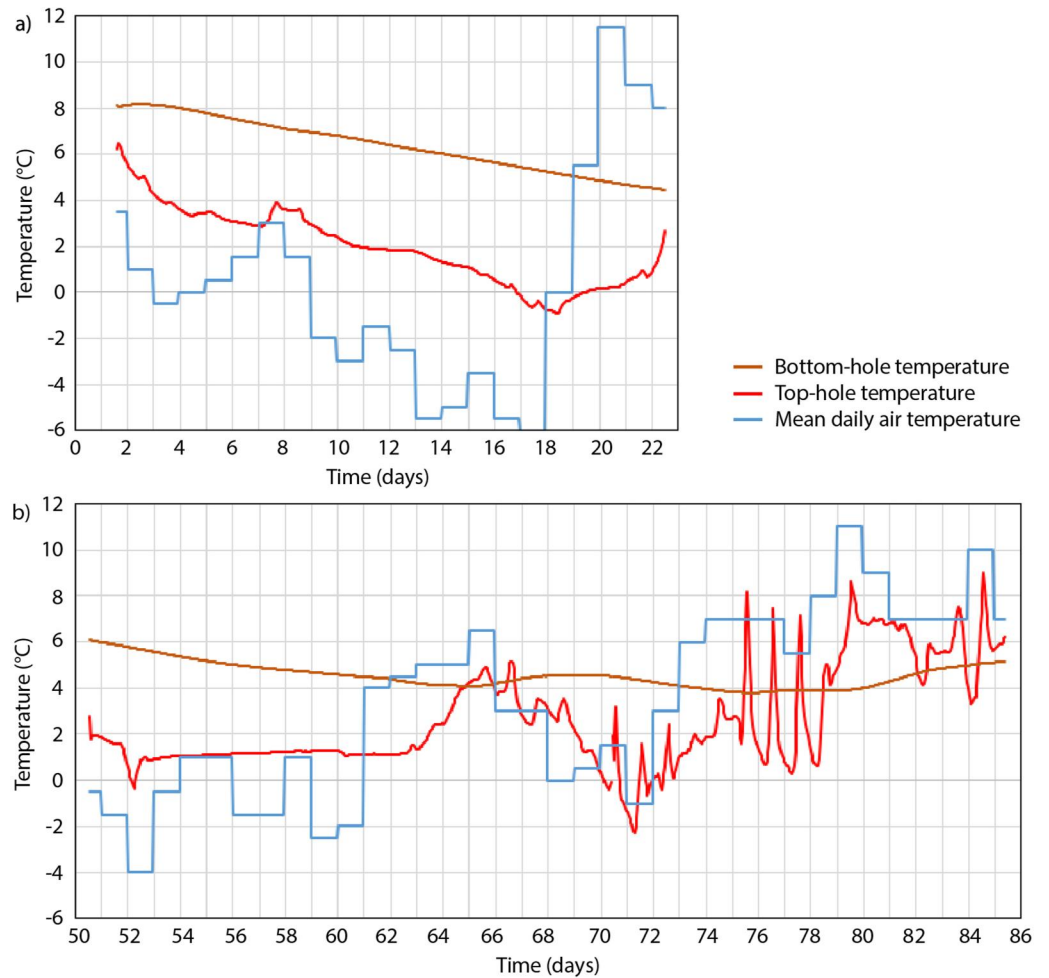 a)
12
10
8
6
4
2
0
-2
-4
-6
Temperature (°C)
0 2 4 6 8 10 12 14 16 18 20 22
Time (days)
Bottom-hole temperature
Top-hole temperature
Mean daily air temperature
b)
12
10
8
6
4
2
0
-2
-4
-6
Temperature (°C)
50 52 54 56 58 60 62 64 66 68 70 72 74 76 78 80 82 84 86
Time (days)